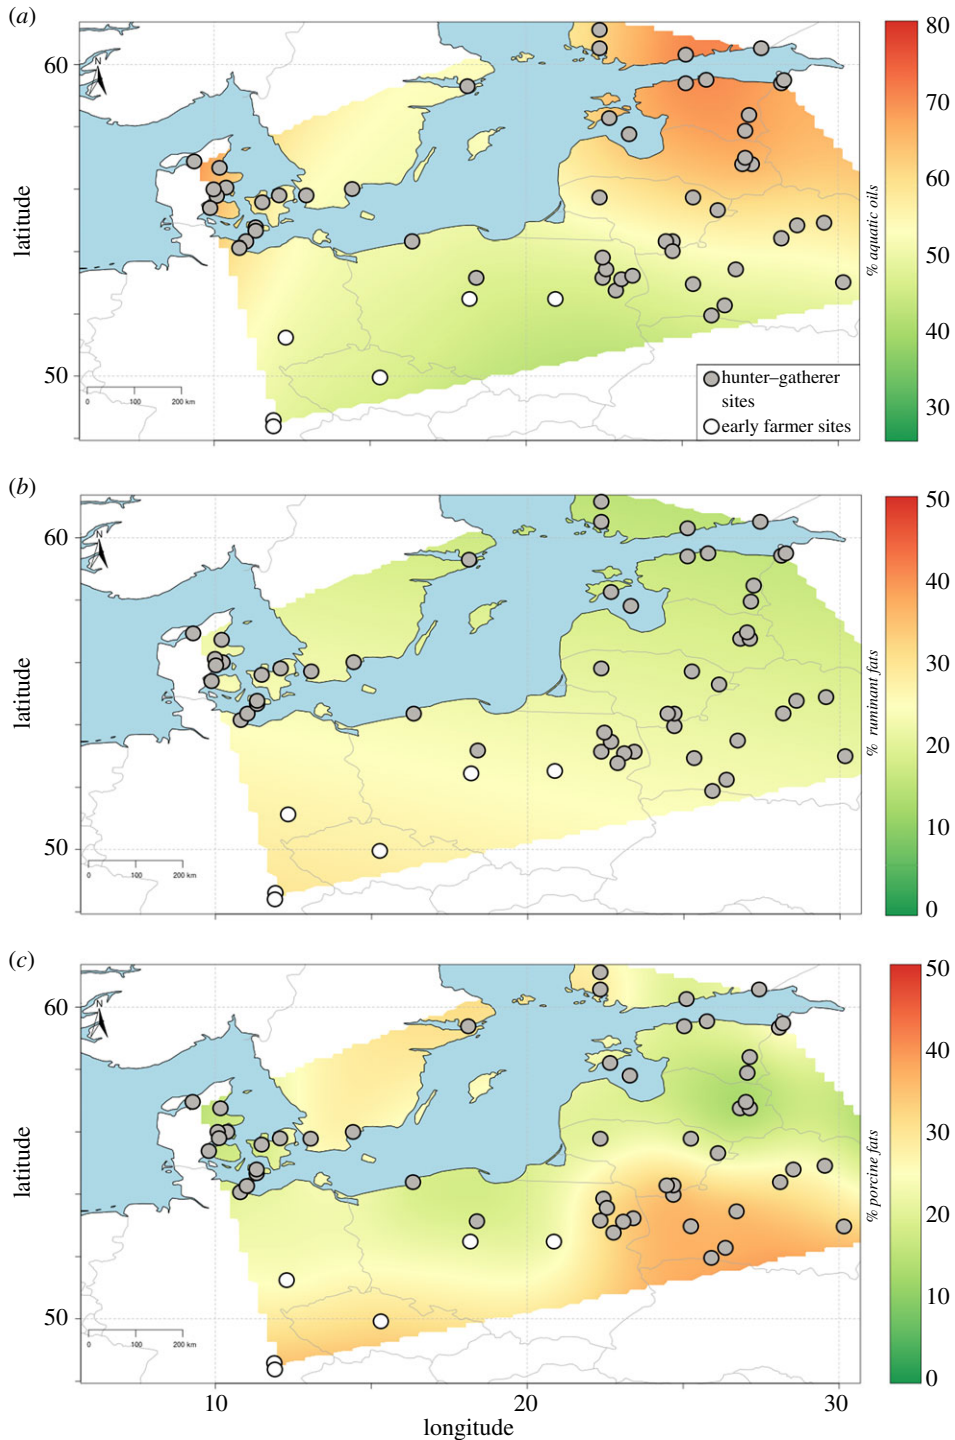 (a)
80
70
60
50
40
30
% aquatic oils
60
50
latitude
N
0 100 200 km
hunter–gatherer
sites
early farmer sites
(b)
50
40
30
20
10
0
% ruminant fats
60
50
latitude
N
0 100 200 km
(c)
50
40
30
20
10
0
% porcine fats
60
50
latitude
N
0 100 200 km
10 20 30
longitude